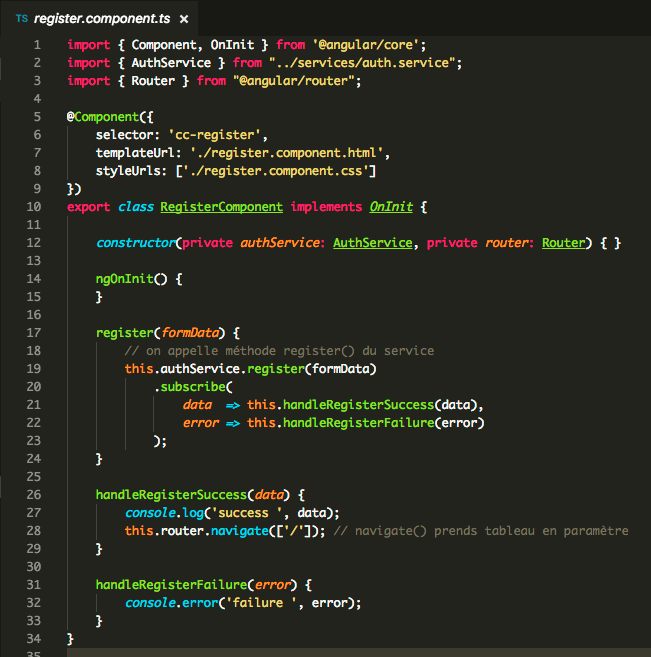 TS register.component.ts ×
1 import { Component, OnInit } from '@angular/core';
2 import { AuthService } from "../services/auth.service";
3 import { Router } from "@angular/router";
4
5 @Component({
6     selector: 'cc-register',
7     templateUrl: './register.component.html',
8     styleUrls: ['./register.component.css']
9 })
10 export class RegisterComponent implements OnInit {
11
12     constructor(private authService: AuthService, private router: Router) { }
13
14     ngOnInit() {
15     }
16
17     register(formData) {
18         // on appelle méthode register() du service
19         this.authService.register(formData)
20             .subscribe(
21                 data  => this.handleRegisterSuccess(data),
22                 error => this.handleRegisterFailure(error)
23             );
24     }
25
26     handleRegisterSuccess(data) {
27         console.log('success ', data);
28         this.router.navigate(['/']); // navigate() prends tableau en paramètre
29     }
30
31     handleRegisterFailure(error) {
32         console.error('failure ', error);
33     }
34 }
35